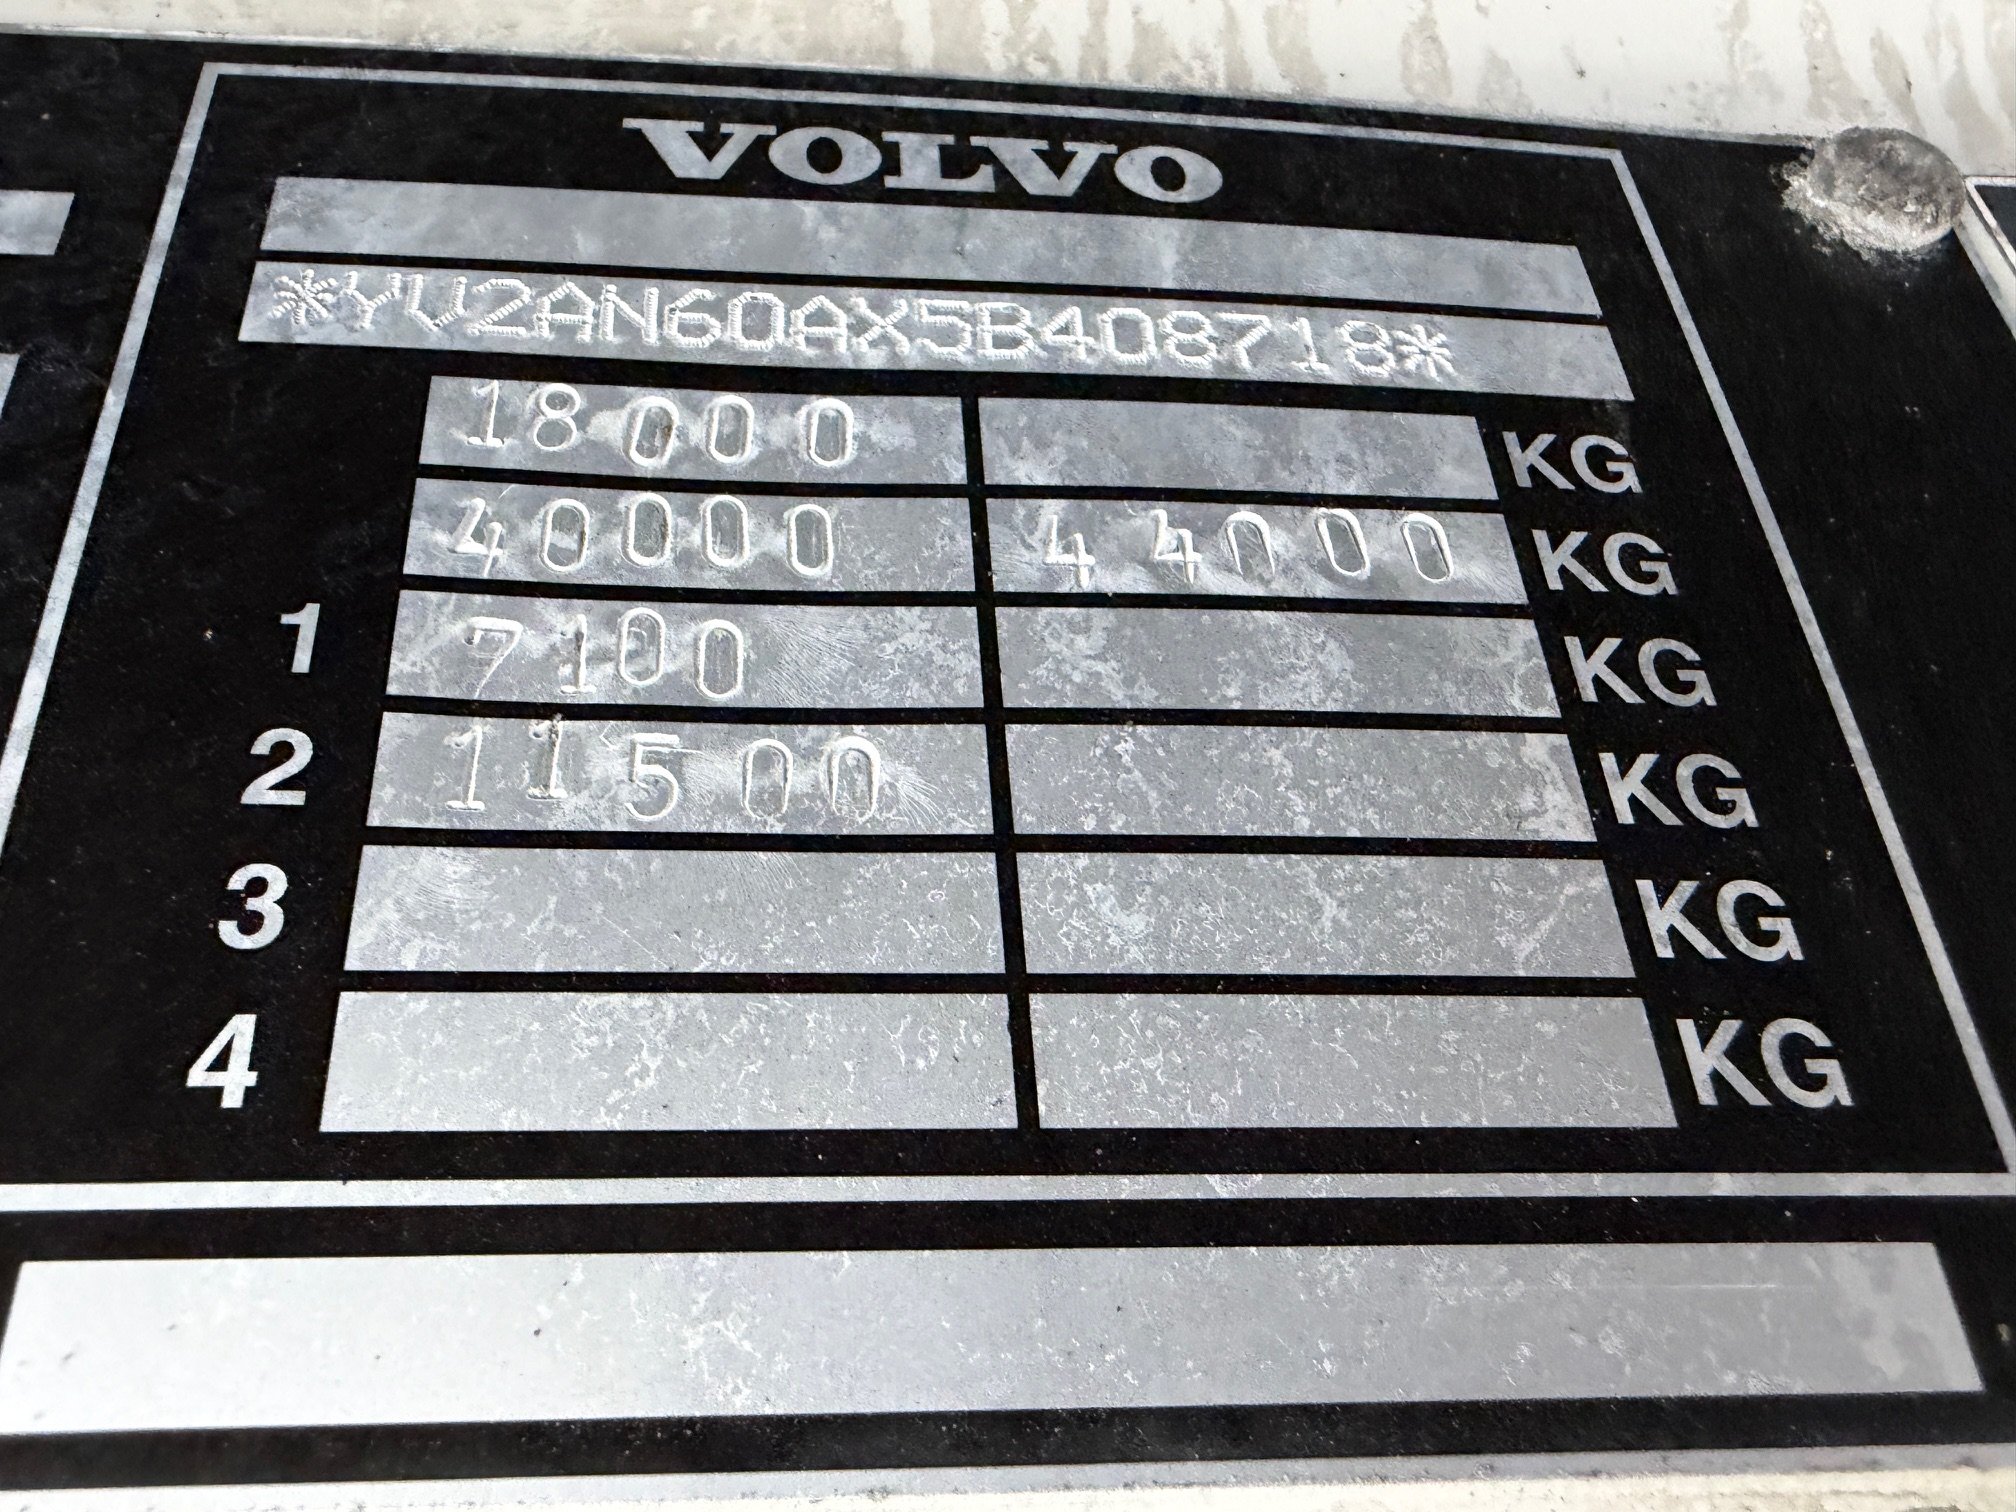 VOLVO
*YV2AN60AX5B408718*
18000 KG
40000 44000 KG
1 7100 KG
2 11500 KG
3 KG
4 KG